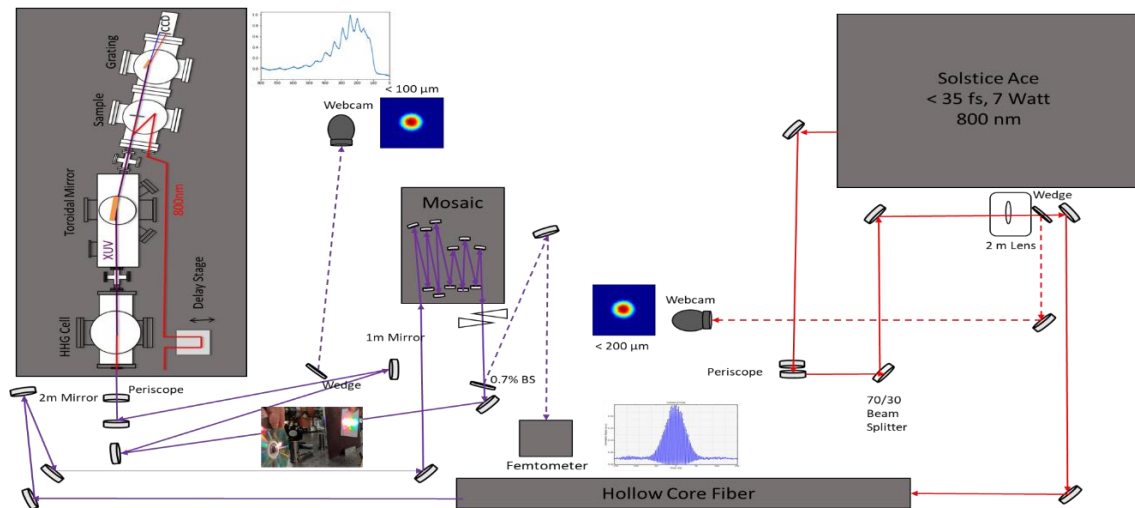 CCD
Grating
Sample
Toroidal Mirror
XUV
800nm
HHG Cell
Delay Stage
Periscope
2m Mirror
< 100 µm
Webcam
Mosaic
1m Mirror
Wedge
0.7% BS
Femtometer
Hollow Core Fiber
Webcam
< 200 µm
Solstice Ace
< 35 fs, 7 Watt
800 nm
Wedge
2 m Lens
Periscope
70/30
Beam
Splitter